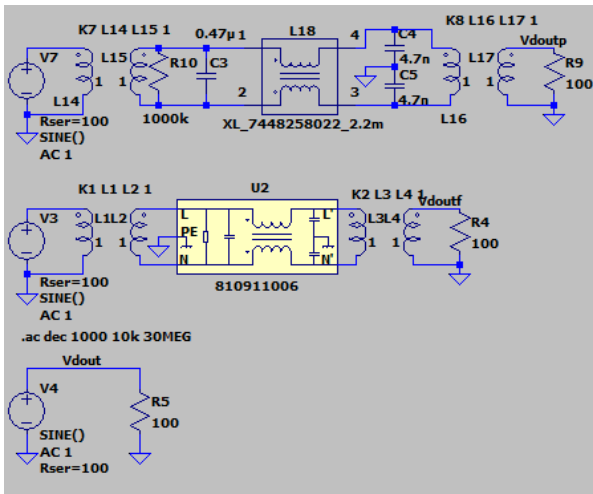 K7 L14 L15 1
0.47µ
1
L18
4
C4
K8 L16 L17 1
V7
L15
R10
C3
4.7n
L17
Vdoutp
R9
1
1
C5
1
1
100
L14
2
3
4.7n
Rser=100
1000k
XL_7448258022_2.2m
L16
SINE()
AC 1
K1 L1 L2 1
U2
K2 L3 L4 1
Vdoutf
V3
L1
L2
L
L'
L3
L4
R4
PE
1
1
1
1
100
N
N'
Rser=100
810911006
SINE()
AC 1
.ac dec 1000 10k 30MEG
Vdout
V4
R5
100
SINE()
AC 1
Rser=100